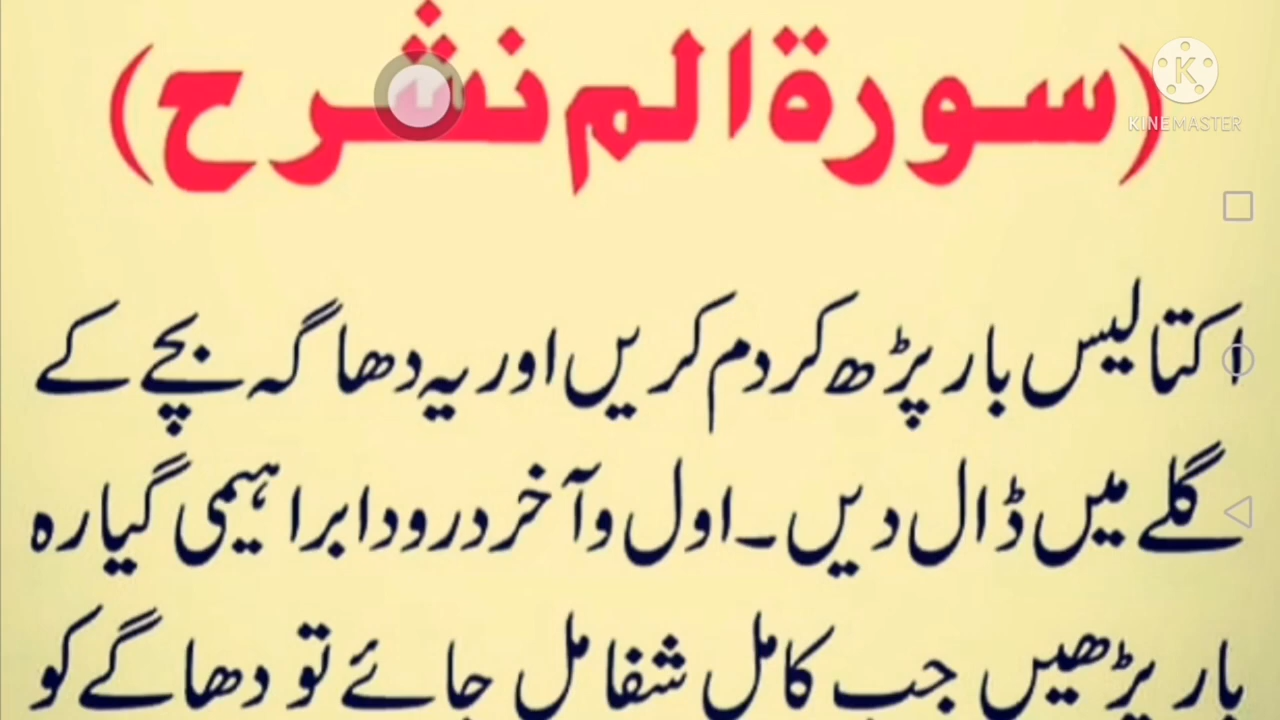 (سورۃ الم نشرح)
KINEMASTER
اکتالیس بار پڑھ کر دم کریں اور یہ دھاگہ بچے کے
گلے میں ڈال دیں۔ اول و آخر درود ابراہیمی گیارہ
بار پڑھیں جب کامل شفا مل جائے تو دھاگے کو